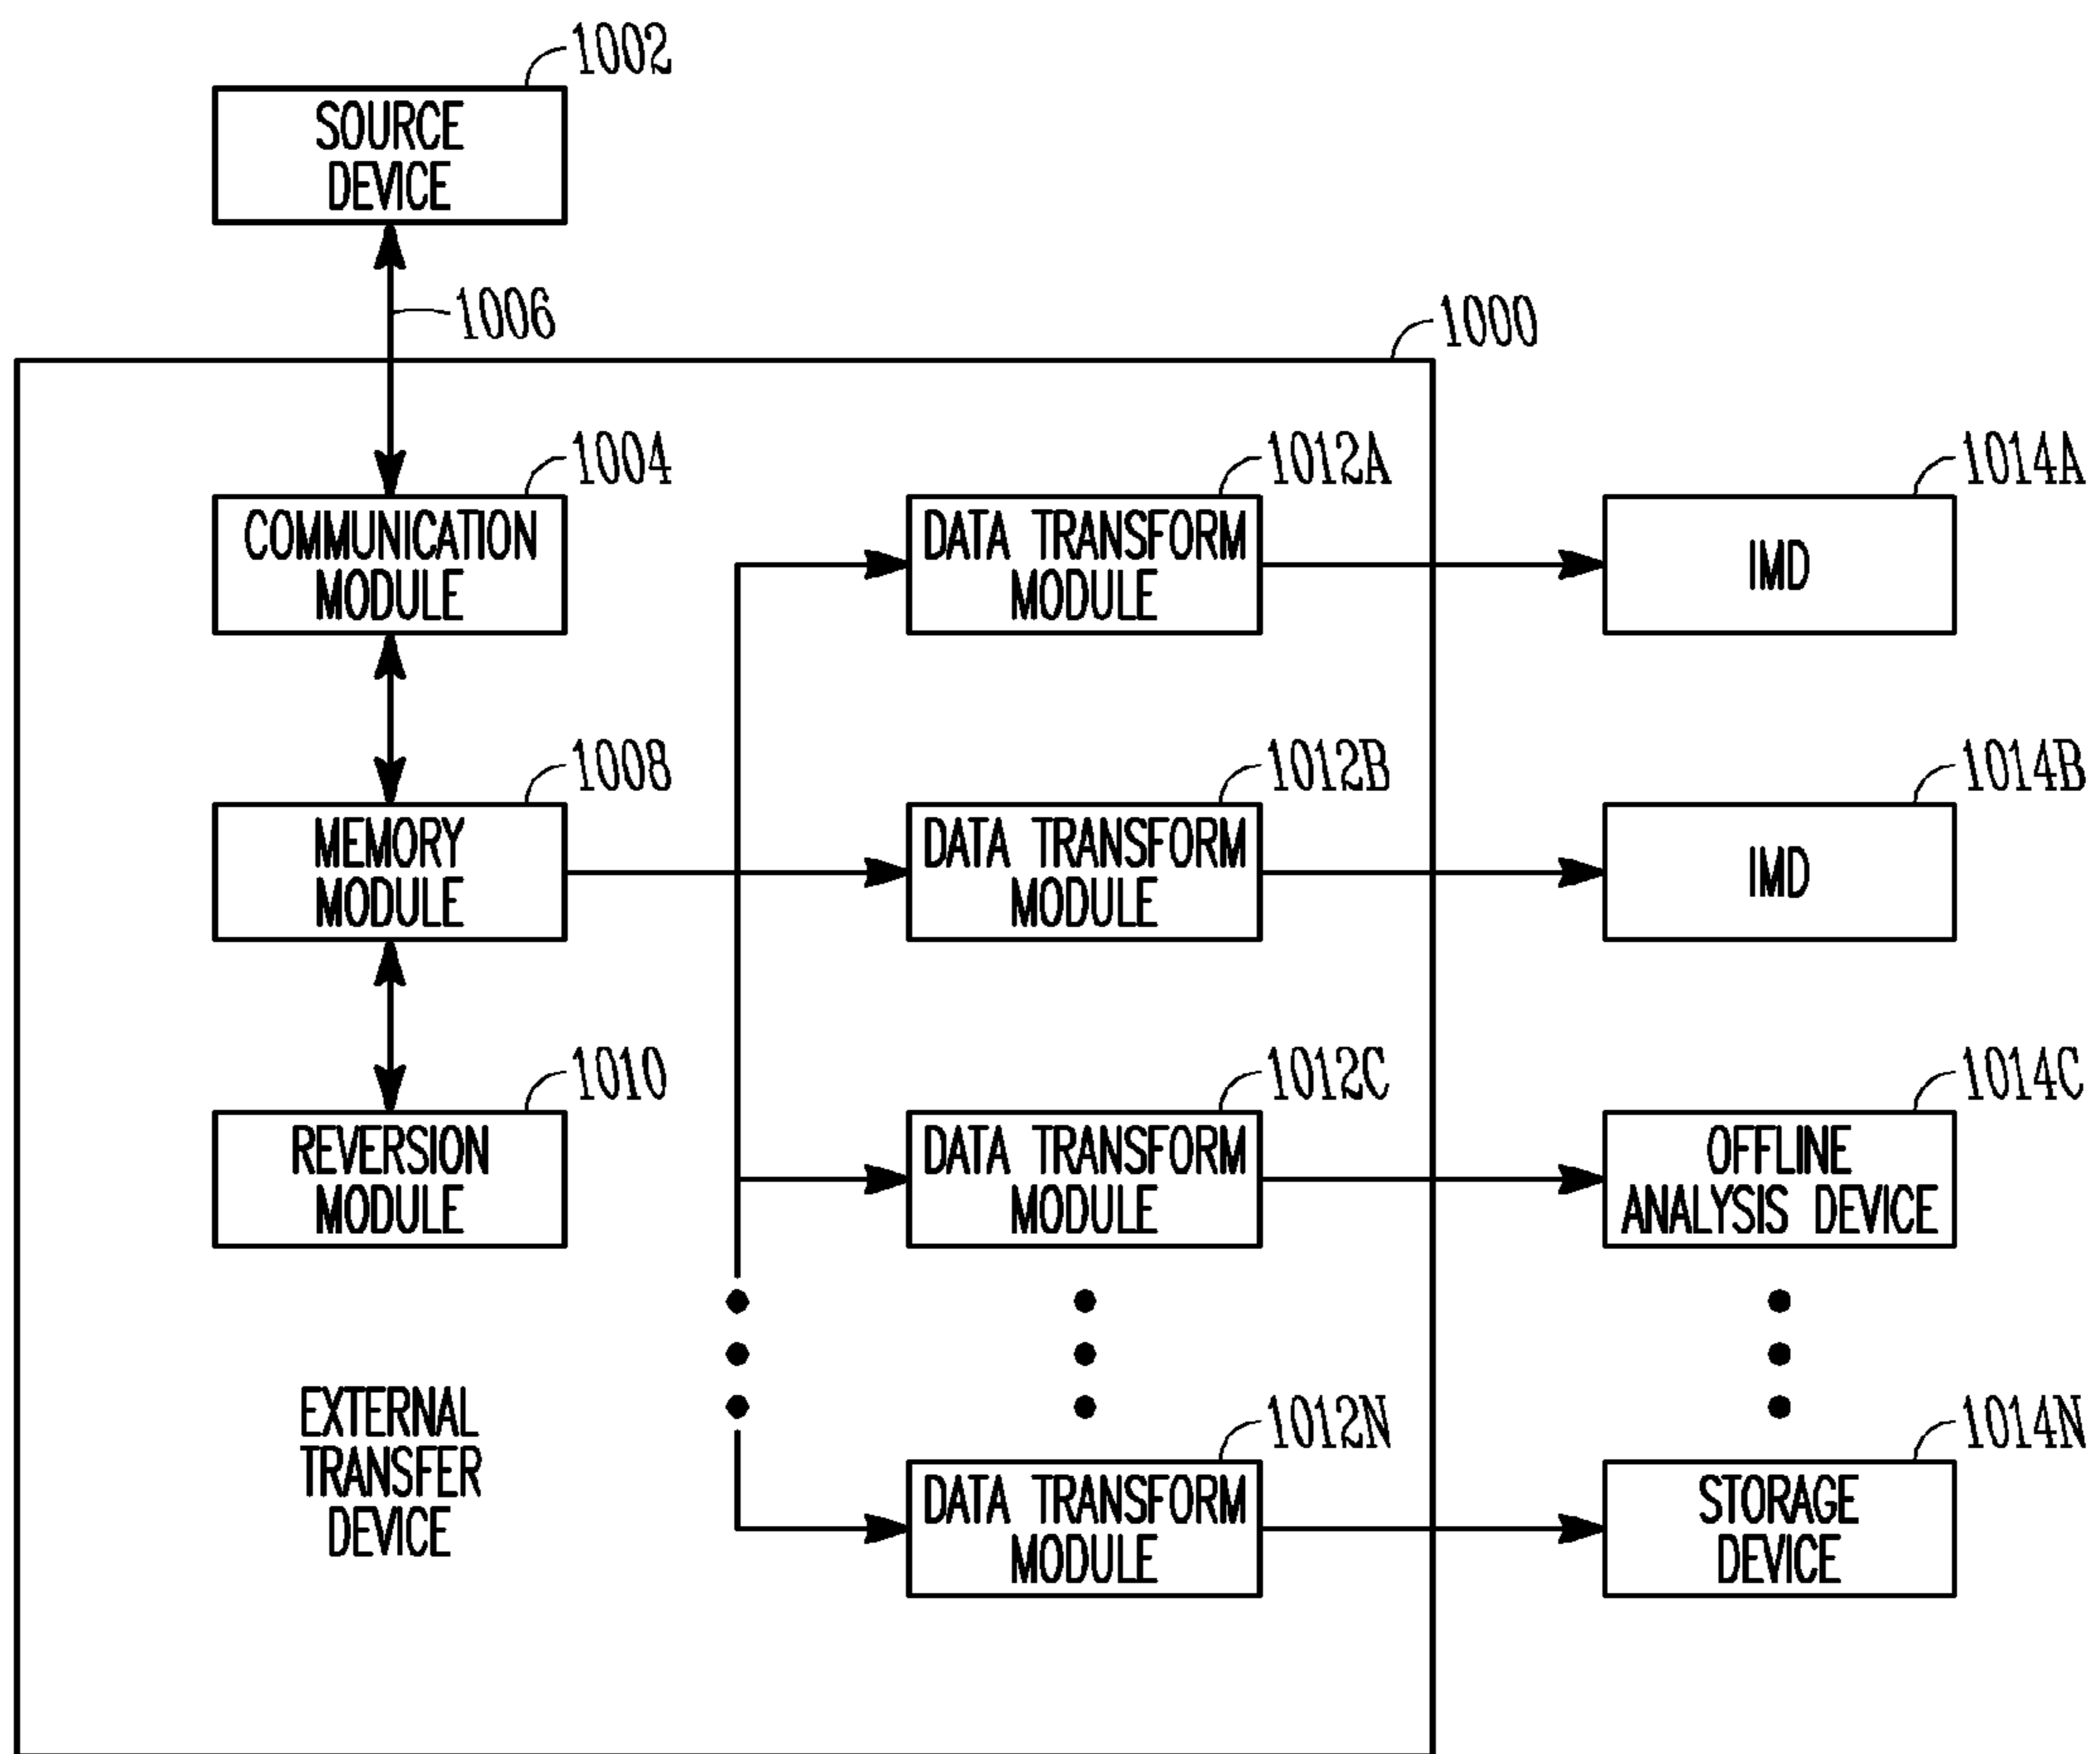 1002
SOURCE
DEVICE
1006
1000
1004
COMMUNICATION
MODULE
1012A
DATA TRANSFORM
MODULE
1014A
IMD
1008
MEMORY
MODULE
1012B
DATA TRANSFORM
MODULE
1014B
IMD
1010
REVERSION
MODULE
1012C
DATA TRANSFORM
MODULE
1014C
OFFLINE
ANALYSIS DEVICE
EXTERNAL
TRANSFER
DEVICE
1012N
DATA TRANSFORM
MODULE
1014N
STORAGE
DEVICE